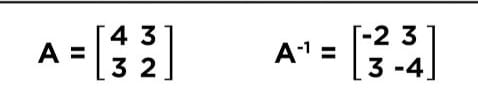 A = [4 3
3 2]
A⁻¹ = [-2 3
3 -4]